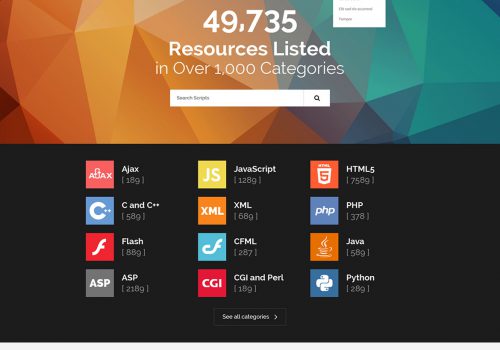 Elit sed do eiusmod
Tempor
49,735
Resources Listed
in Over 1,000 Categories
Search Scripts
AJAX
Ajax
[ 189 ]
JS
JavaScript
[ 1289 ]
HTML
5
HTML5
[ 7589 ]
C++
C and C++
[ 589 ]
XML
XML
[ 689 ]
php
PHP
[ 378 ]
Flash
[ 889 ]
CFML
[ 287 ]
Java
Java
[ 589 ]
ASP
ASP
[ 2189 ]
CGI
CGI and Perl
[ 189 ]
Python
[ 289 ]
See all categories